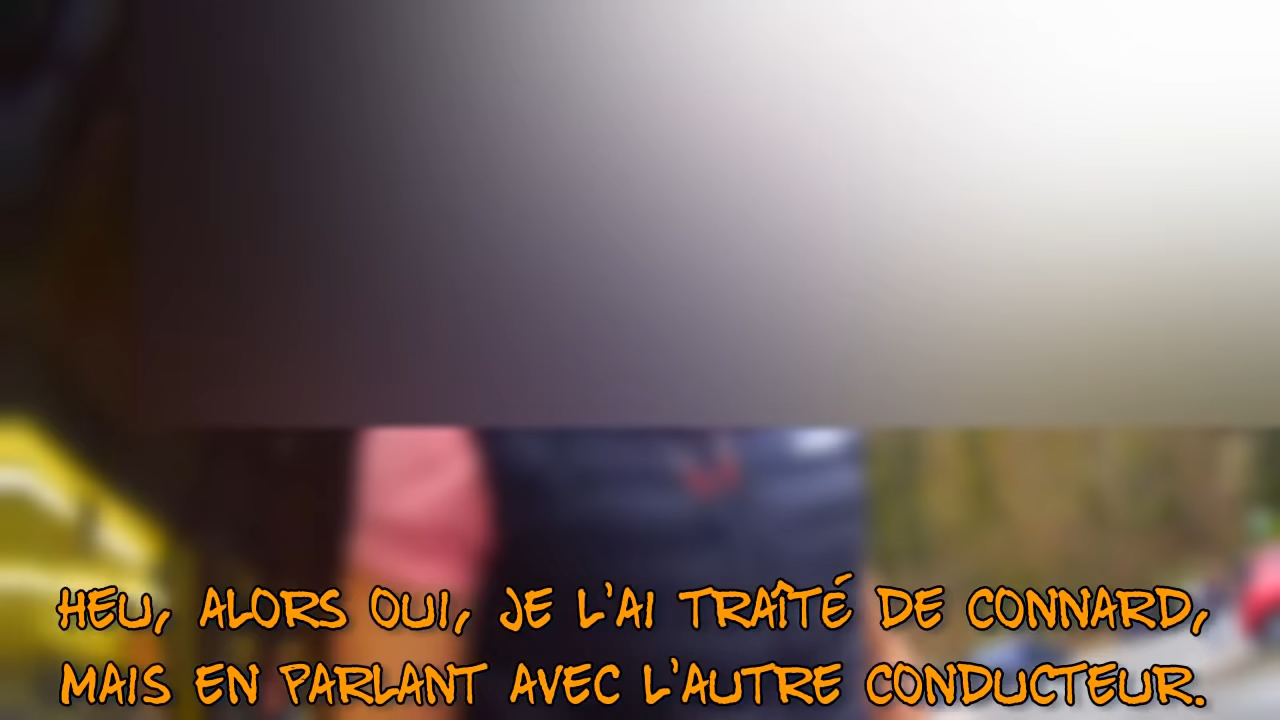 HEU, ALORS OUI, JE L'AI TRAÎTÉ DE CONNARD,
MAIS EN PARLANT AVEC L'AUTRE CONDUCTEUR.